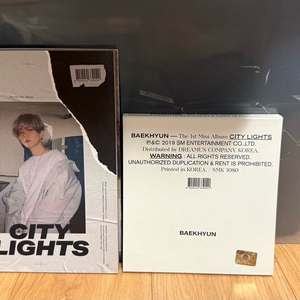 CITY
LIGHTS
BAEKHYUN — The 1st Mini Album CITY LIGHTS
P.&C. 2019 SM ENTERTAINMENT CO.,LTD.
Distributed by DREAMUS COMPANY. KOREA.
WARNING : ALL RIGHTS RESERVED.
UNAUTHORIZED DUPLICATION & RENT IS PROHIBITED.
Printed in KOREA / SMK 1080
BAEKHYUN